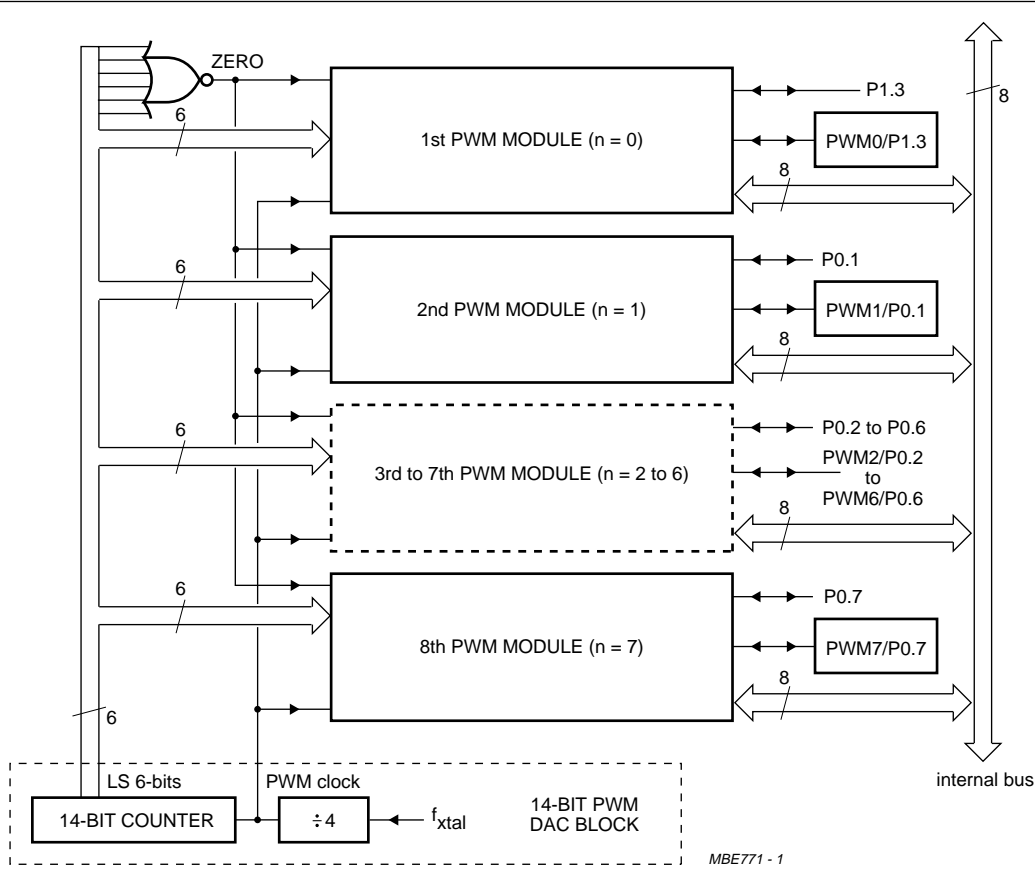 ZERO
6
1st PWM MODULE (n = 0)
P1.3
PWM0/P1.3
8
8
6
2nd PWM MODULE (n = 1)
P0.1
PWM1/P0.1
8
6
3rd to 7th PWM MODULE (n = 2 to 6)
P0.2 to P0.6
PWM2/P0.2
to
PWM6/P0.6
8
6
8th PWM MODULE (n = 7)
P0.7
PWM7/P0.7
8
6
internal bus
LS 6-bits
PWM clock
14-BIT COUNTER
÷4
fxtal
14-BIT PWM
DAC BLOCK
MBE771 - 1